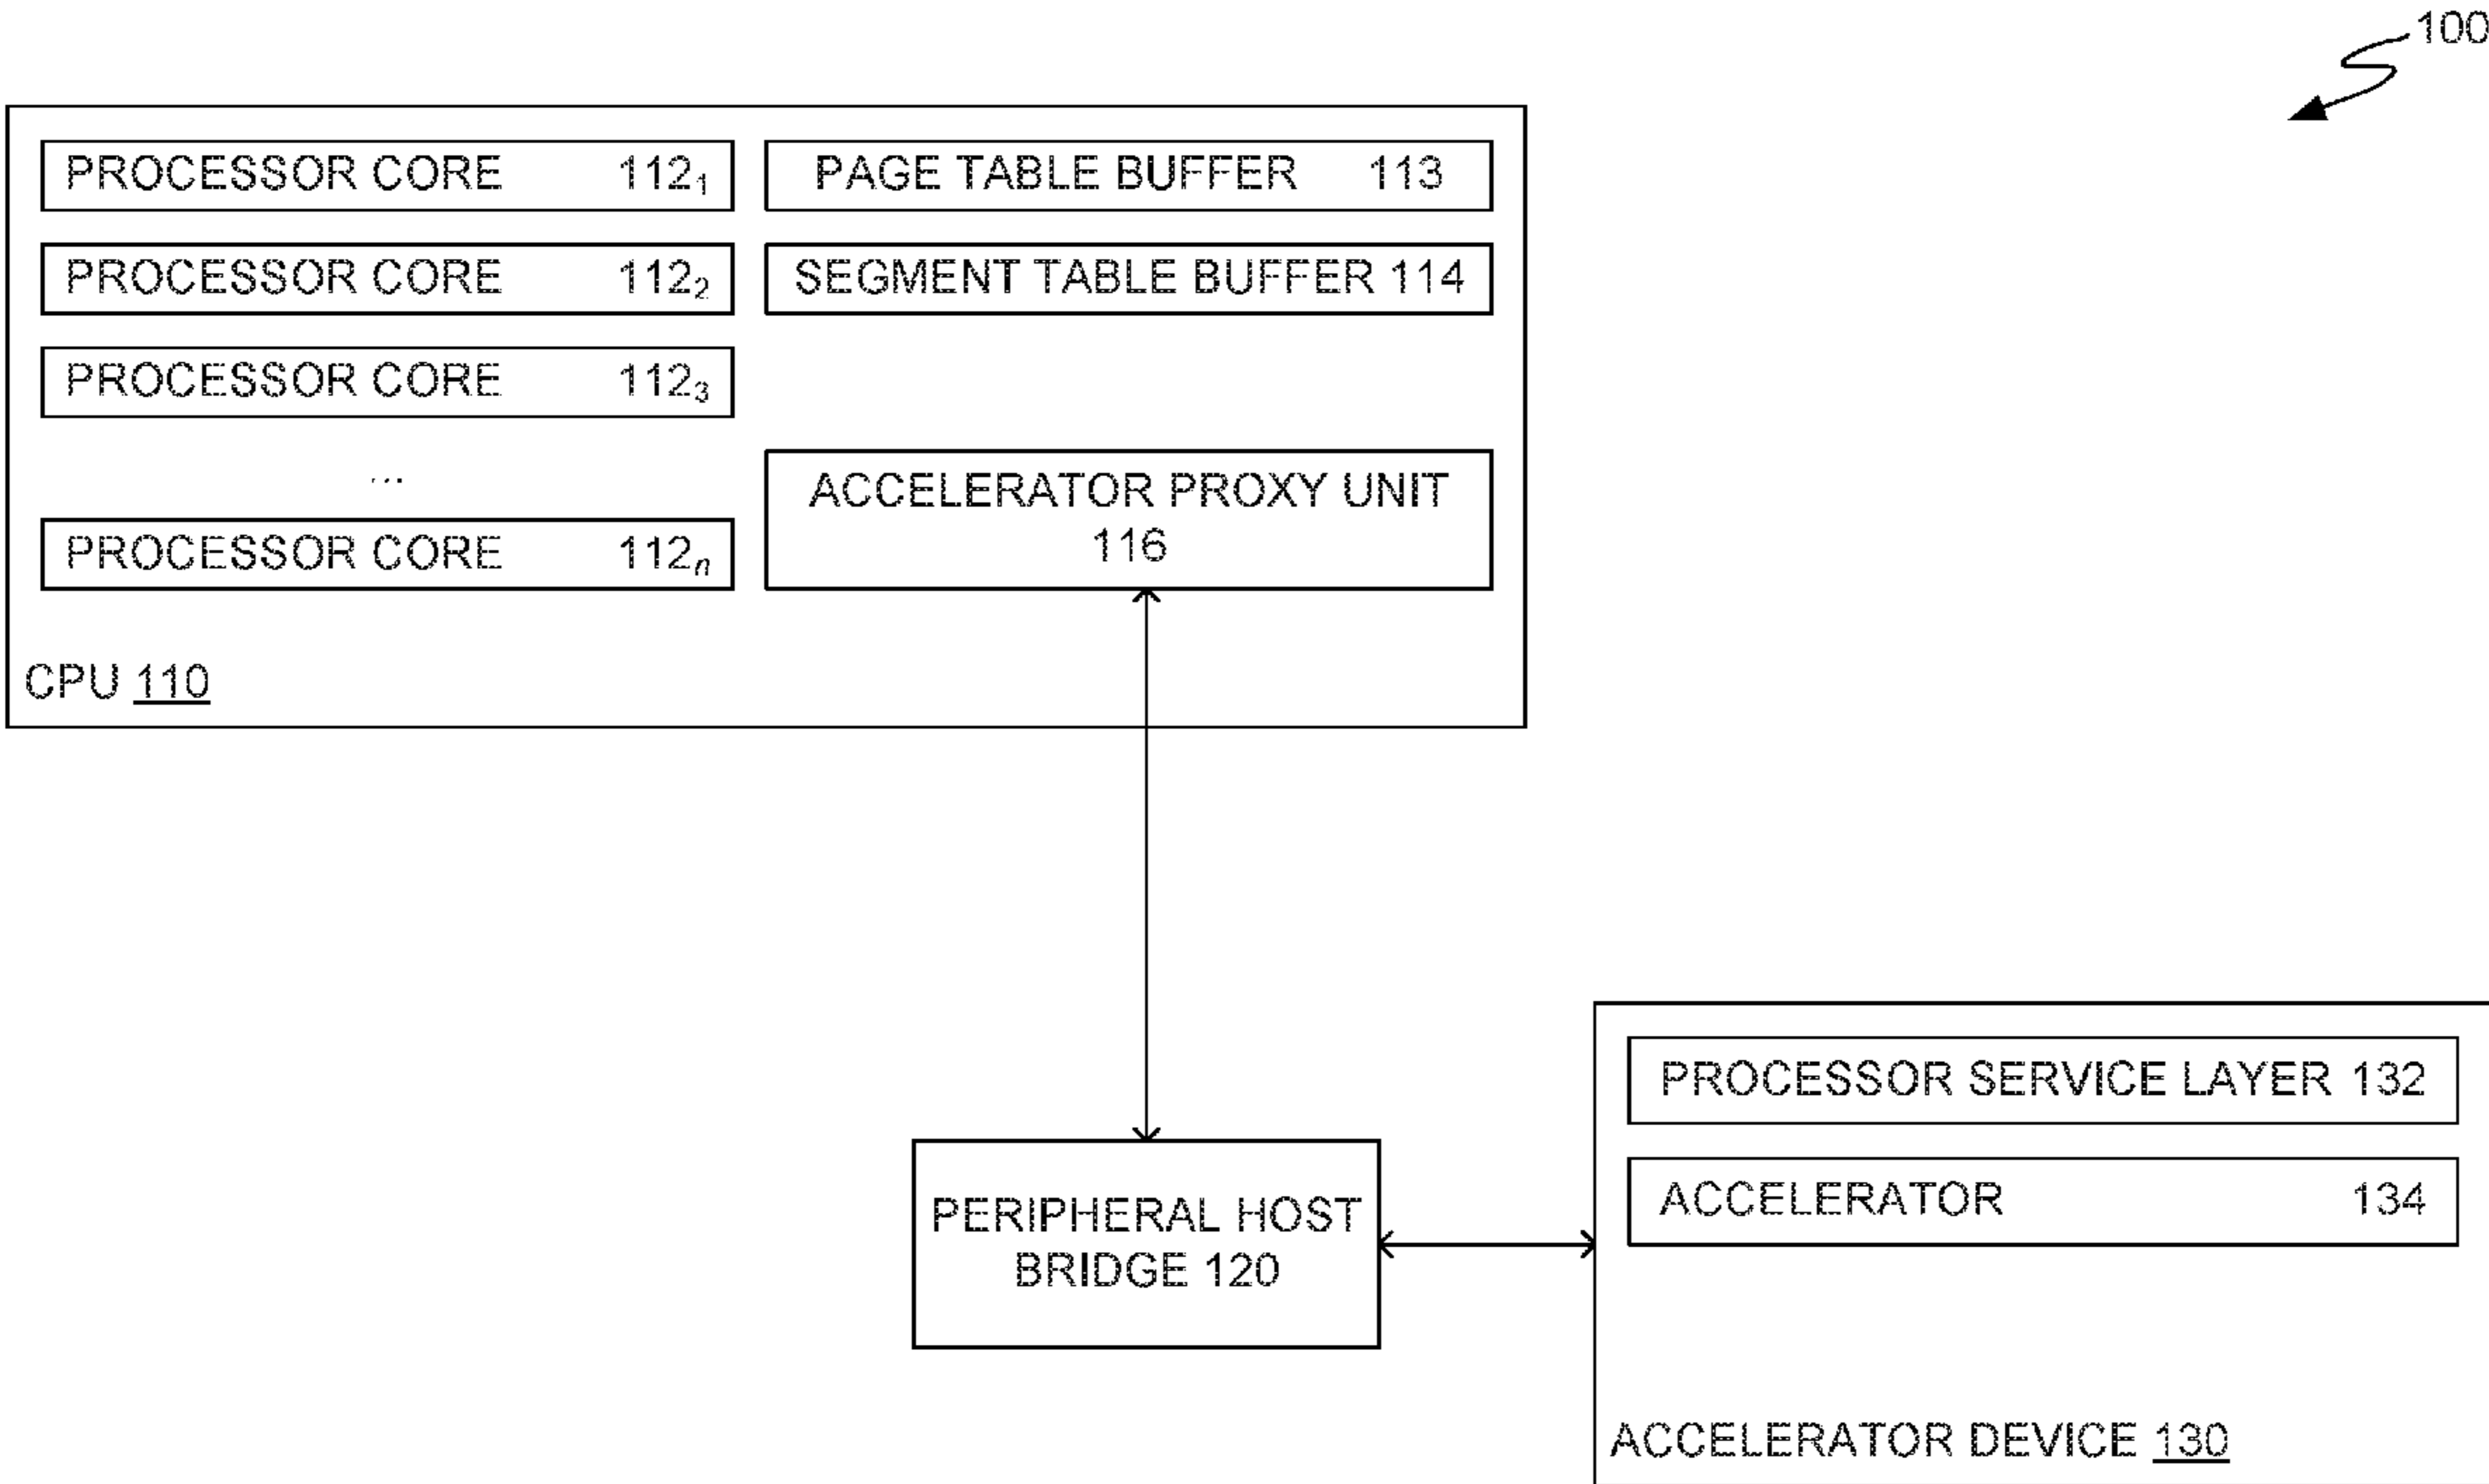 100
PROCESSOR CORE 112₁
PAGE TABLE BUFFER 113
PROCESSOR CORE 112₂
SEGMENT TABLE BUFFER 114
PROCESSOR CORE 112₃
...
ACCELERATOR PROXY UNIT
116
PROCESSOR CORE 112ₙ
CPU 110
PROCESSOR SERVICE LAYER 132
ACCELERATOR 134
PERIPHERAL HOST
BRIDGE 120
ACCELERATOR DEVICE 130